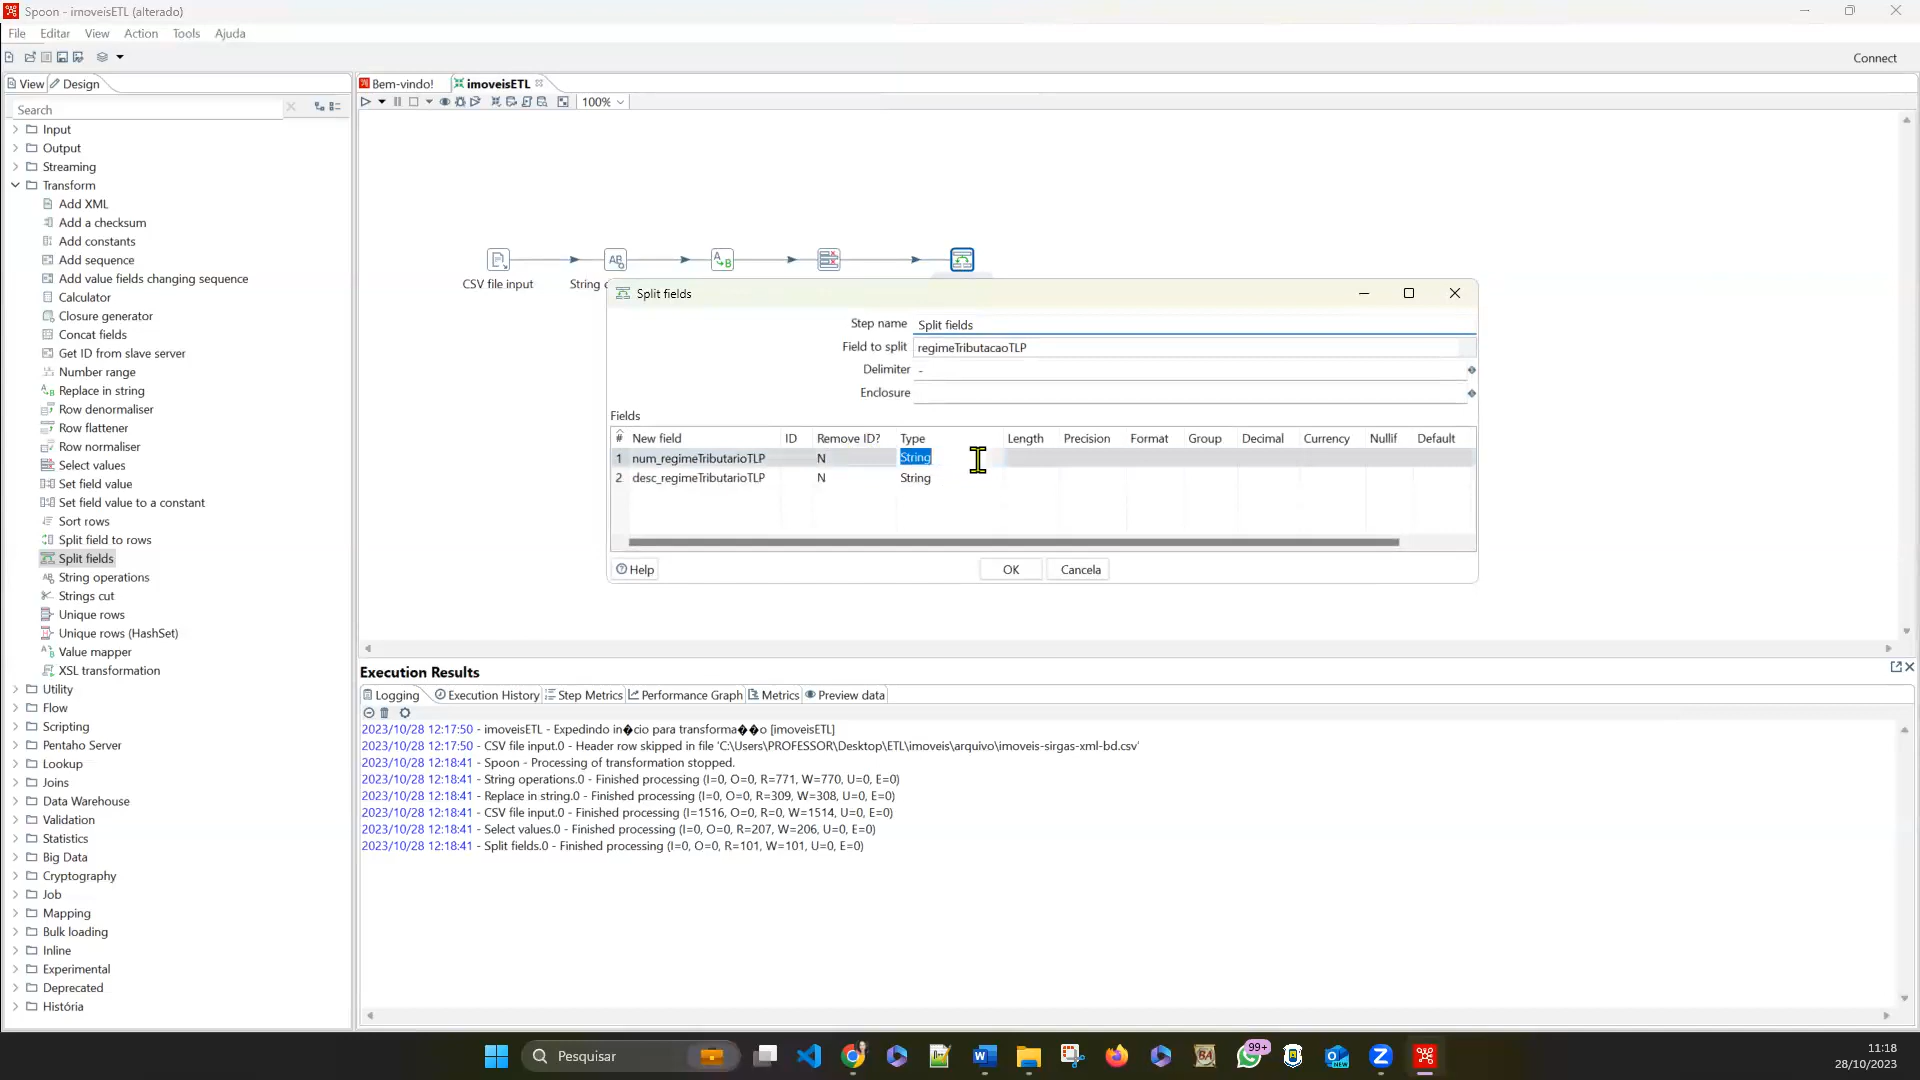 Spoon - imoveisETL (alterado)
File Editar View Action Tools Ajuda
Connect
View Design
Bem-vindo! imoveisETL
Search
100%
Input
Output
Streaming
Transform
Add XML
Add a checksum
Add constants
Add sequence
Add value fields changing sequence
Calculator
Closure generator
Concat fields
Get ID from slave server
Number range
Replace in string
Row denormaliser
Row flattener
Row normaliser
Select values
Set field value
Set field value to a constant
Sort rows
Split field to rows
Split fields
String operations
Strings cut
Unique rows
Unique rows (HashSet)
Value mapper
XSL transformation
Utility
Flow
Scripting
Pentaho Server
Lookup
Joins
Data Warehouse
Validation
Statistics
Big Data
Cryptography
Job
Mapping
Bulk loading
Inline
Experimental
Deprecated
História
CSV file input
String
Split fields
Step name Split fields
Field to split regimeTributacaoTLP
Delimiter -
Enclosure
Fields
# New field ID Remove ID? Type Length Precision Format Group Decimal Currency Nullif Default
1 num_regimeTributarioTLP N String
2 desc_regimeTributarioTLP N String
Help OK Cancela
Execution Results
Logging Execution History Step Metrics Performance Graph Metrics Preview data
2023/10/28 12:17:50 - imoveisETL - Expedindo in�cio para transforma��o [imoveisETL]
2023/10/28 12:17:50 - CSV file input.0 - Header row skipped in file 'C:\Users\PROFESSOR\Desktop\ETL\imoveis\arquivo\imoveis-sirgas-xml-bd.csv'
2023/10/28 12:18:41 - Spoon - Processing of transformation stopped.
2023/10/28 12:18:41 - String operations.0 - Finished processing (I=0, O=0, R=771, W=770, U=0, E=0)
2023/10/28 12:18:41 - Replace in string.0 - Finished processing (I=0, O=0, R=309, W=308, U=0, E=0)
2023/10/28 12:18:41 - CSV file input.0 - Finished processing (I=1516, O=0, R=0, W=1514, U=0, E=0)
2023/10/28 12:18:41 - Select values.0 - Finished processing (I=0, O=0, R=207, W=206, U=0, E=0)
2023/10/28 12:18:41 - Split fields.0 - Finished processing (I=0, O=0, R=101, W=101, U=0, E=0)
Pesquisar
99+
11:18
28/10/2023